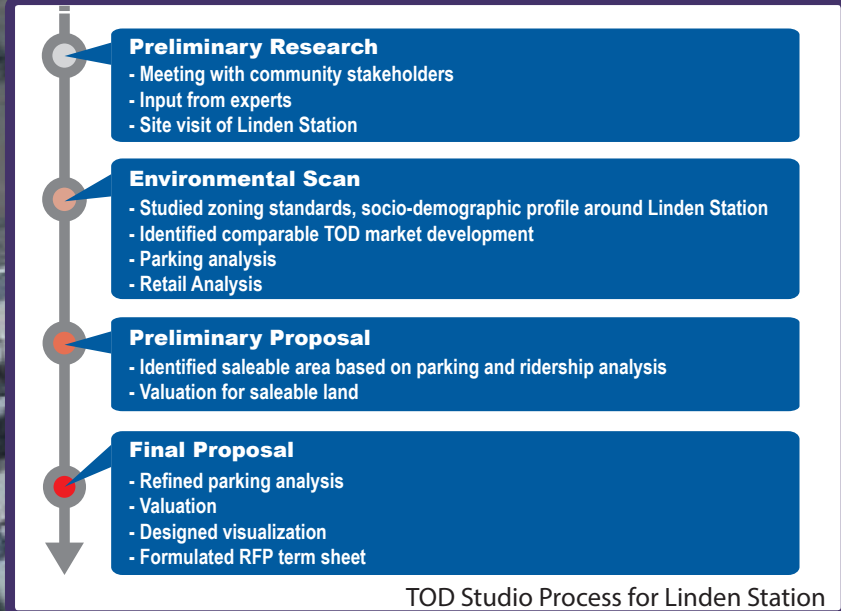 Preliminary Research
- Meeting with community stakeholders
- Input from experts
- Site visit of Linden Station
Environmental Scan
- Studied zoning standards, socio-demographic profile around Linden Station
- Identified comparable TOD market development
- Parking analysis
- Retail Analysis
Preliminary Proposal
- Identified saleable area based on parking and ridership analysis
- Valuation for saleable land
Final Proposal
- Refined parking analysis
- Valuation
- Designed visualization
- Formulated RFP term sheet
TOD Studio Process for Linden Station